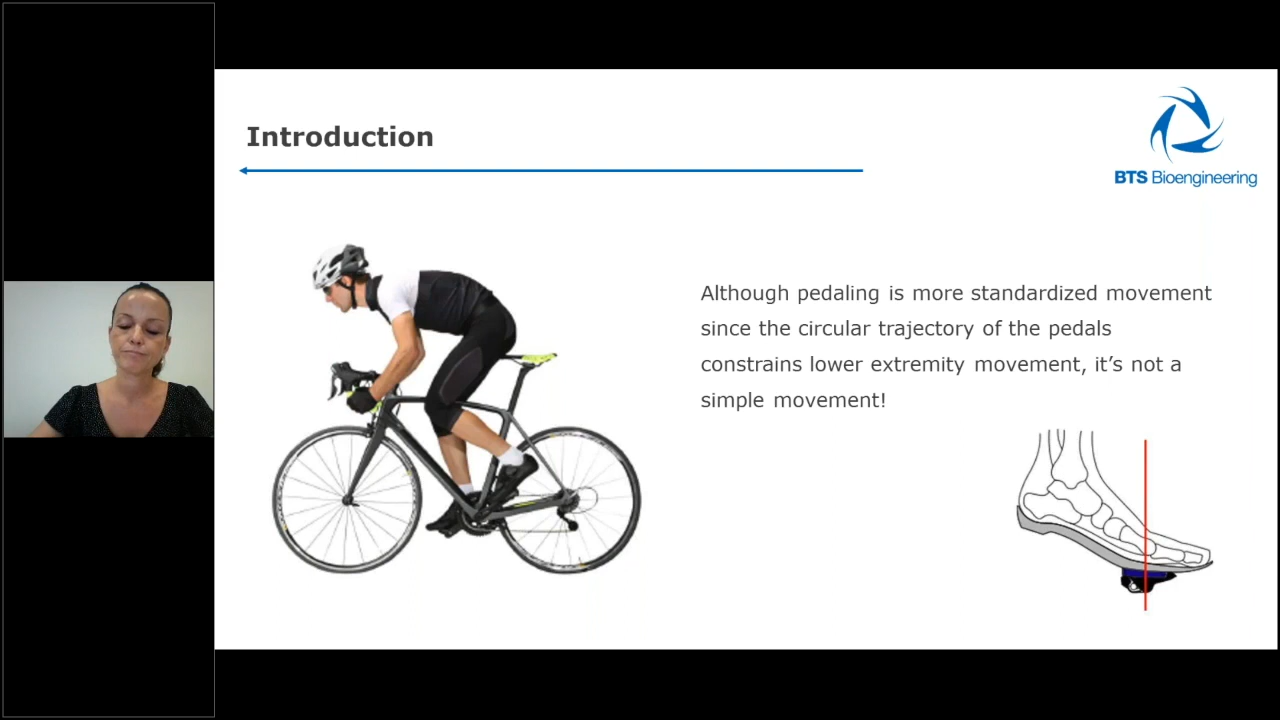 Introduction
BTS Bioengineering
Although pedaling is more standardized movement
since the circular trajectory of the pedals
constrains lower extremity movement, it’s not a
simple movement!